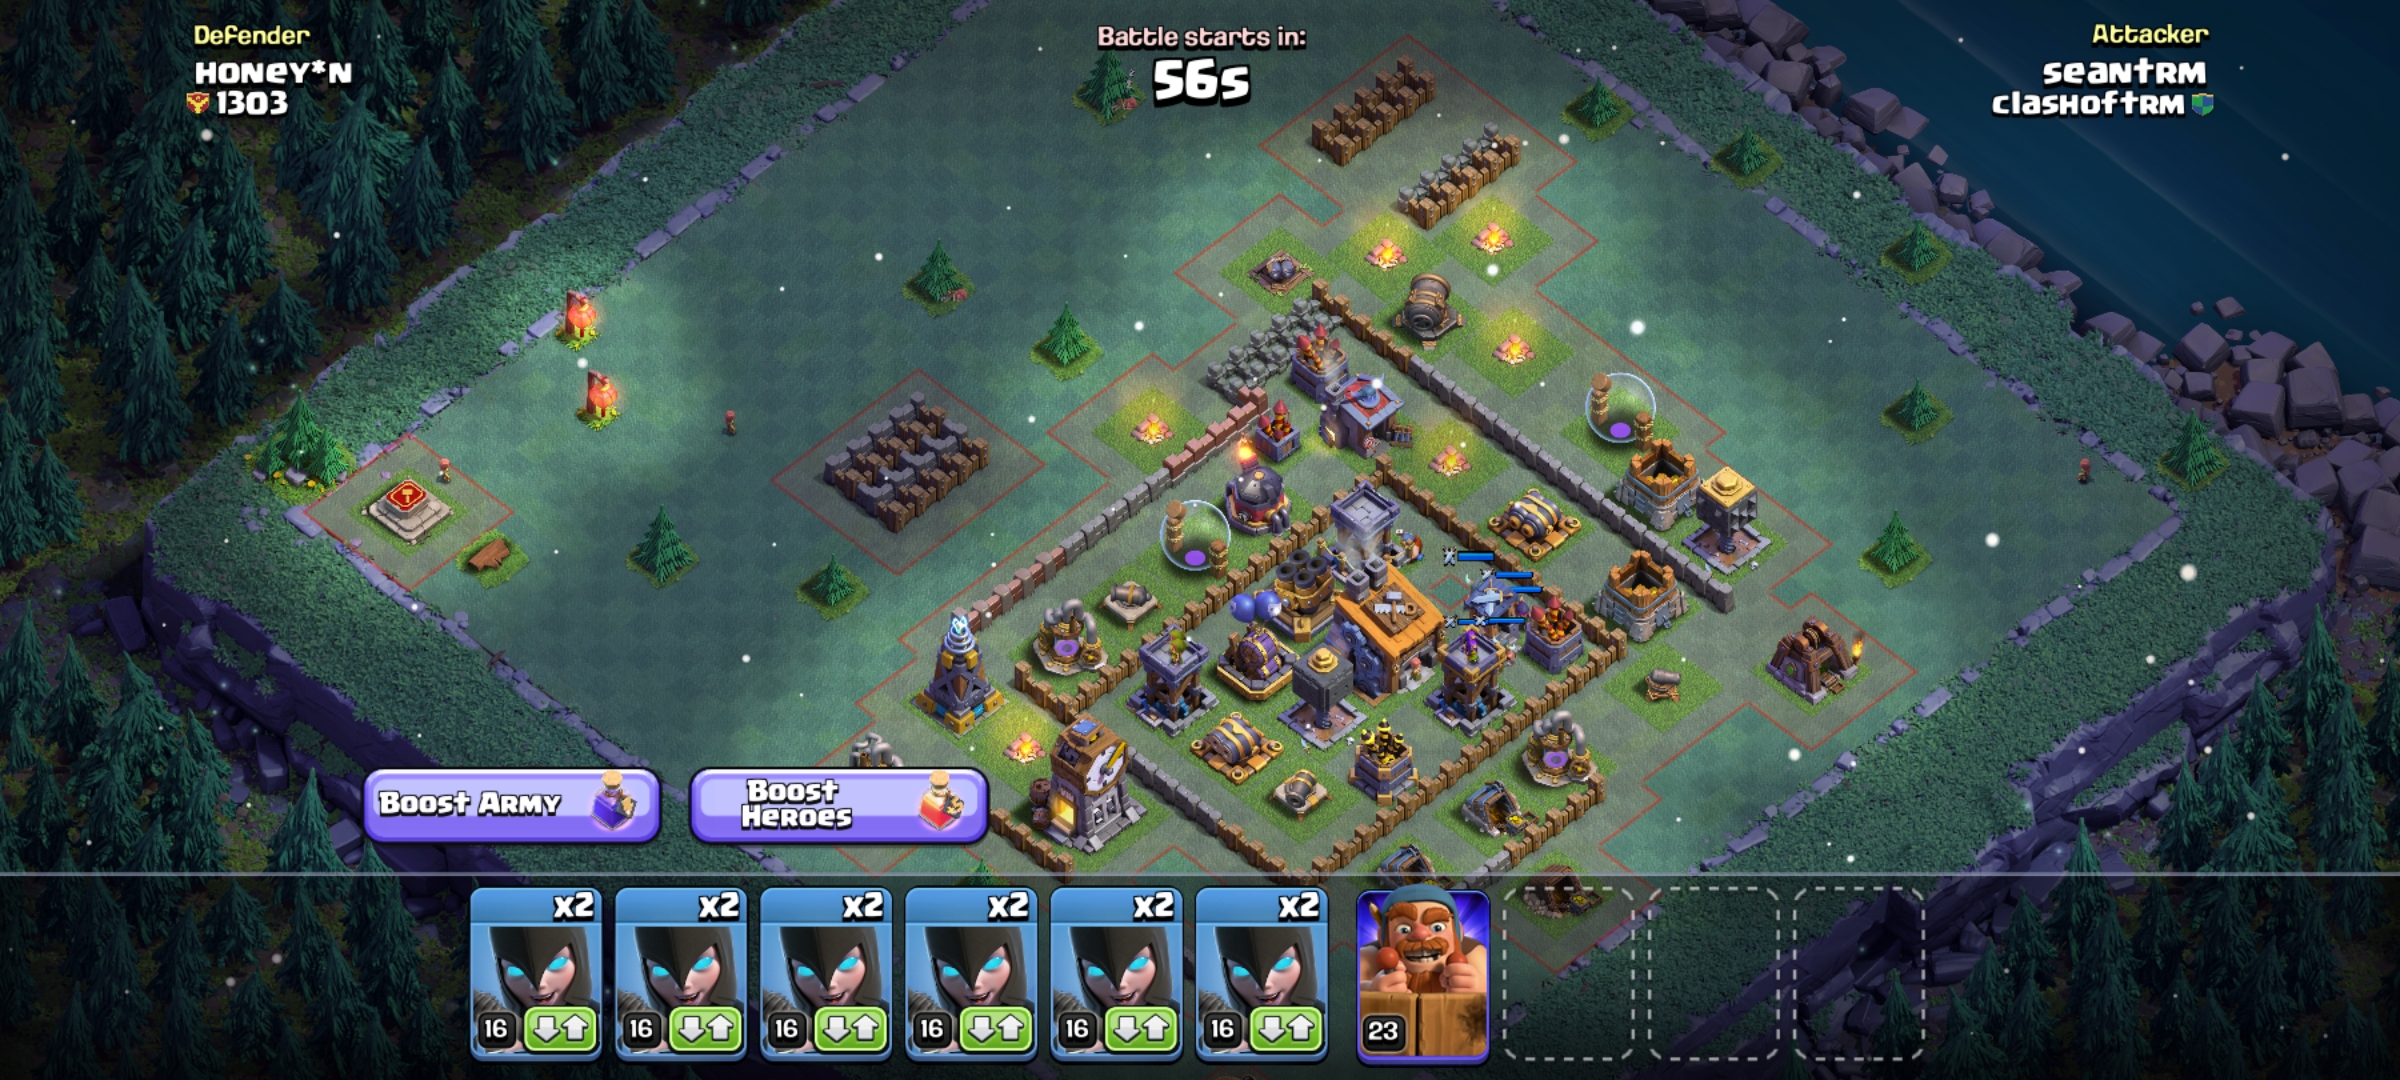 Defender
HONEY*N
1303
Battle starts in:
56s
Attacker
seantRM
clashoftRM
Boost Army
Boost
Heroes
x2
x2
x2
x2
x2
x2
16
16
16
16
16
16
23